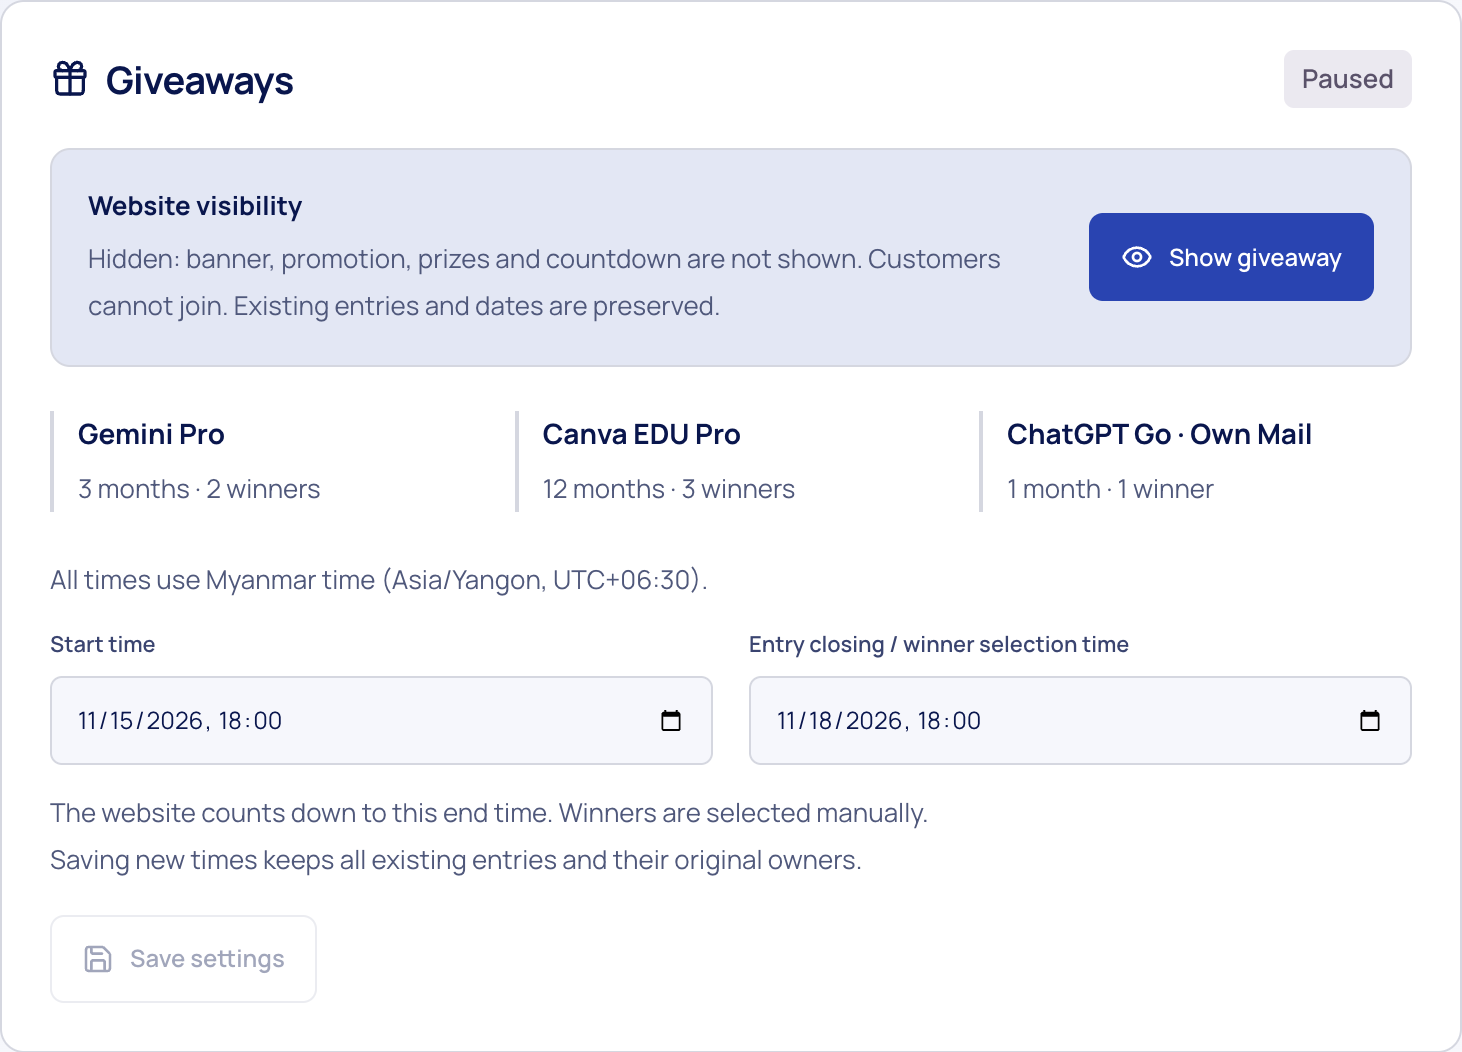 Giveaways
Paused
Website visibility
Hidden: banner, promotion, prizes and countdown are not shown. Customers
cannot join. Existing entries and dates are preserved.
Show giveaway
Gemini Pro
3 months · 2 winners
Canva EDU Pro
12 months · 3 winners
ChatGPT Go · Own Mail
1 month · 1 winner
All times use Myanmar time (Asia/Yangon, UTC+06:30).
Start time
11/15/2026, 18:00
Entry closing / winner selection time
11/18/2026, 18:00
The website counts down to this end time. Winners are selected manually.
Saving new times keeps all existing entries and their original owners.
Save settings